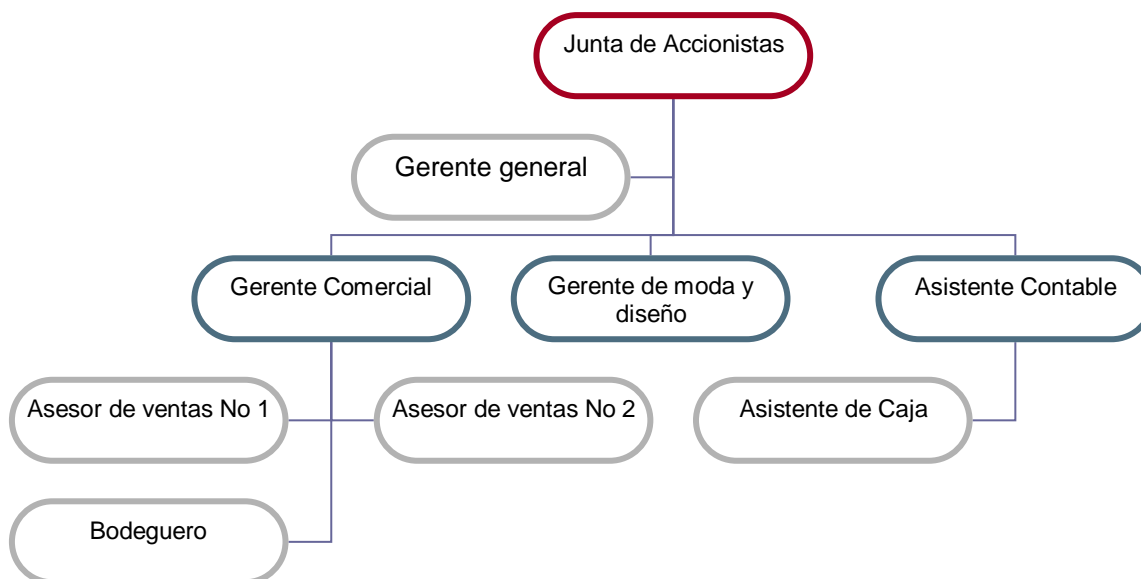 Junta de Accionistas
Gerente general
Gerente Comercial
Gerente de moda y
diseño
Asistente Contable
Asesor de ventas No 1
Asesor de ventas No 2
Asistente de Caja
Bodeguero